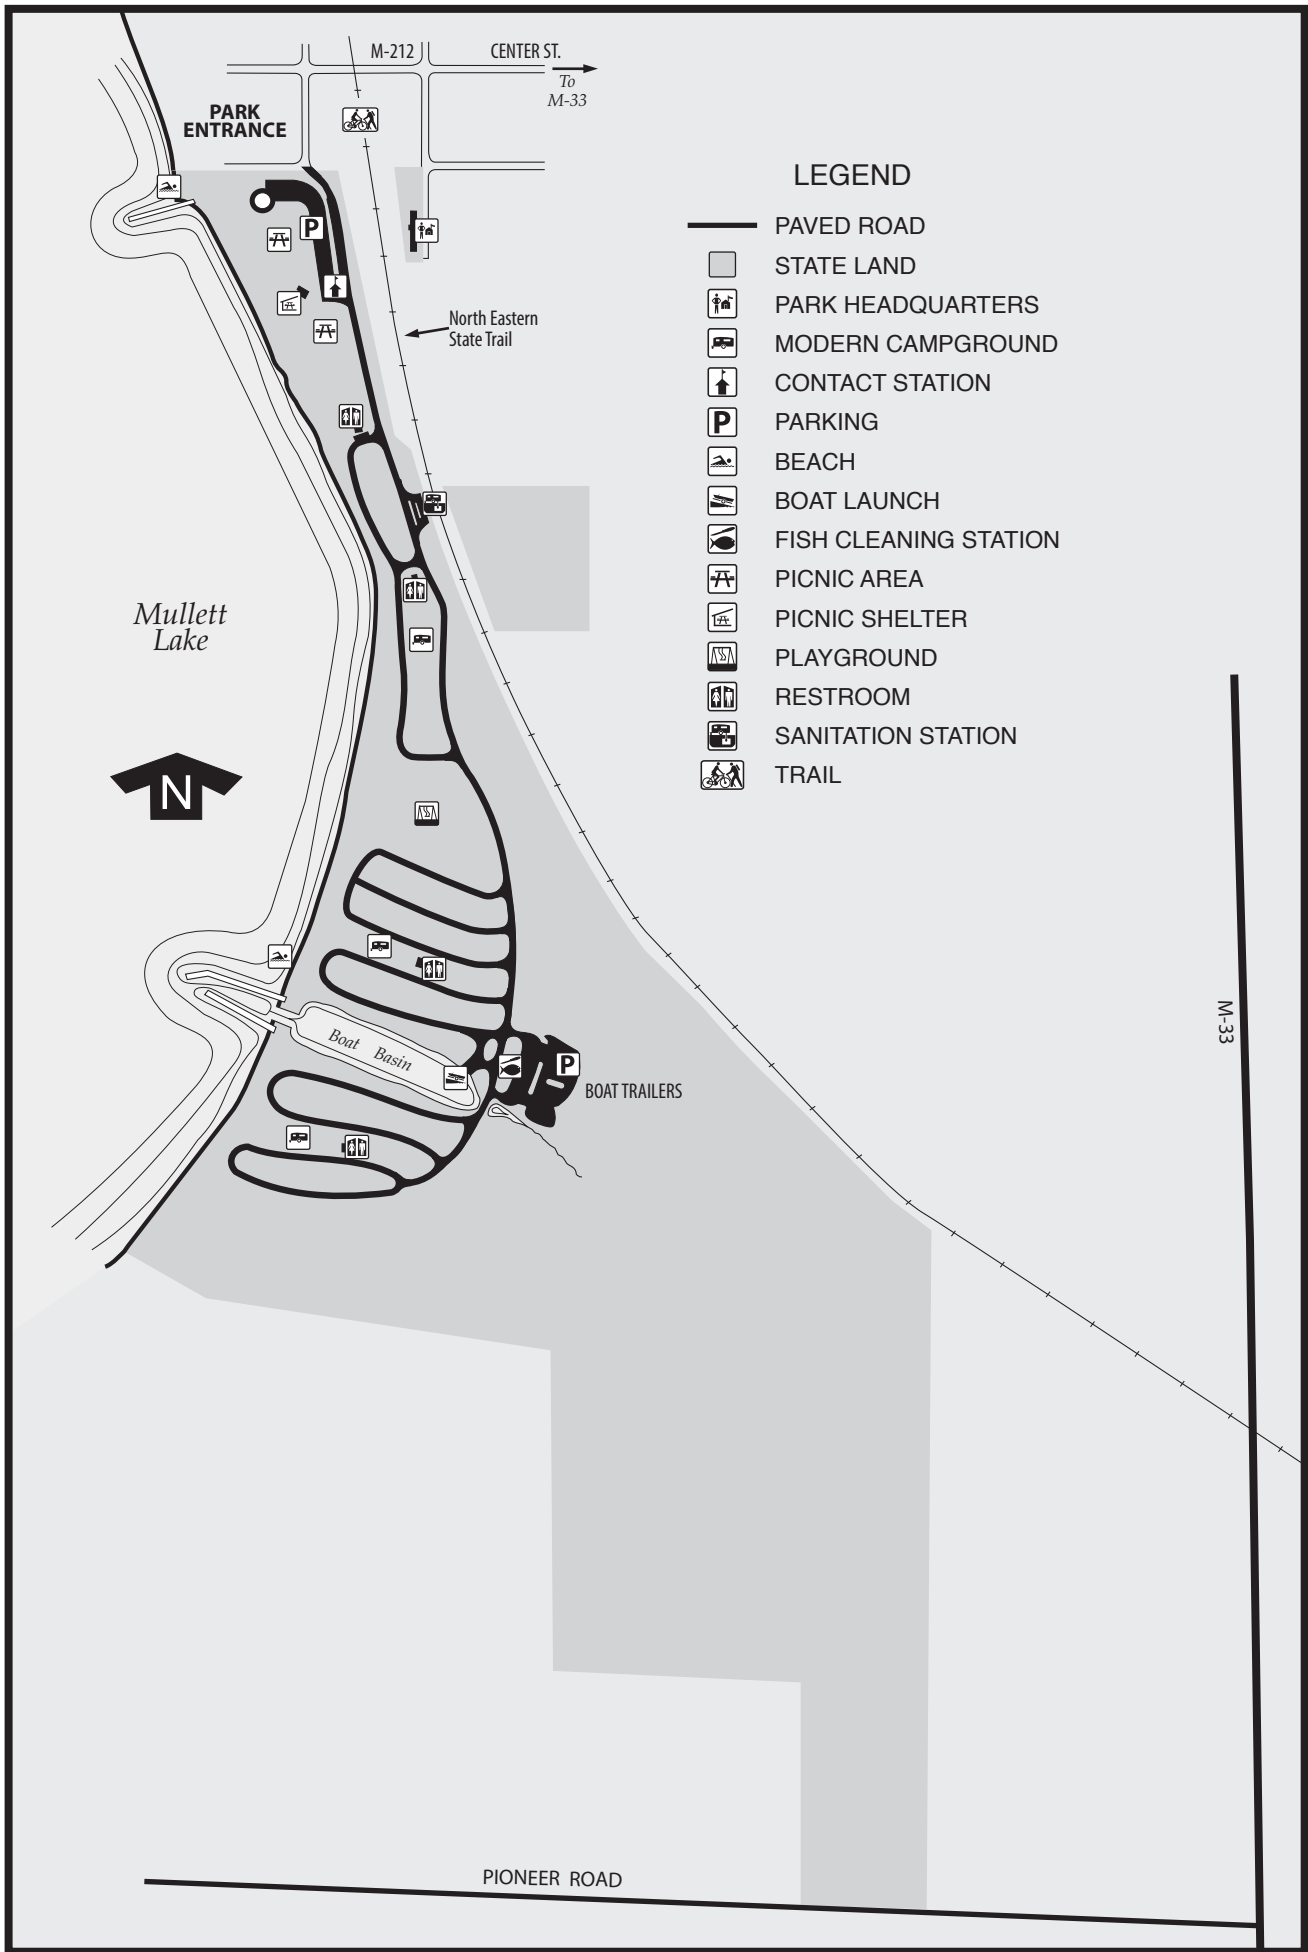 M-212
CENTER ST.
To
M-33
PARK
ENTRANCE
P
North Eastern
State Trail
LEGEND
PAVED ROAD
STATE LAND
PARK HEADQUARTERS
MODERN CAMPGROUND
CONTACT STATION
P PARKING
BEACH
BOAT LAUNCH
FISH CLEANING STATION
PICNIC AREA
PICNIC SHELTER
PLAYGROUND
RESTROOM
SANITATION STATION
TRAIL
Mullett
Lake
N
Boat Basin
P
BOAT TRAILERS
M-33
PIONEER ROAD